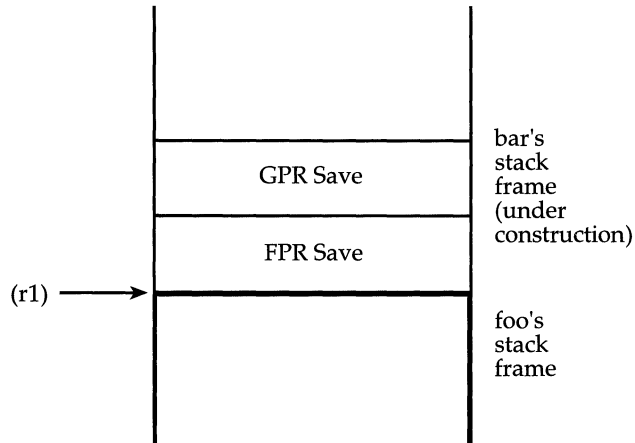 bar's
stack
frame
(under
construction)
GPR Save
FPR Save
(r1)
foo's
stack
frame